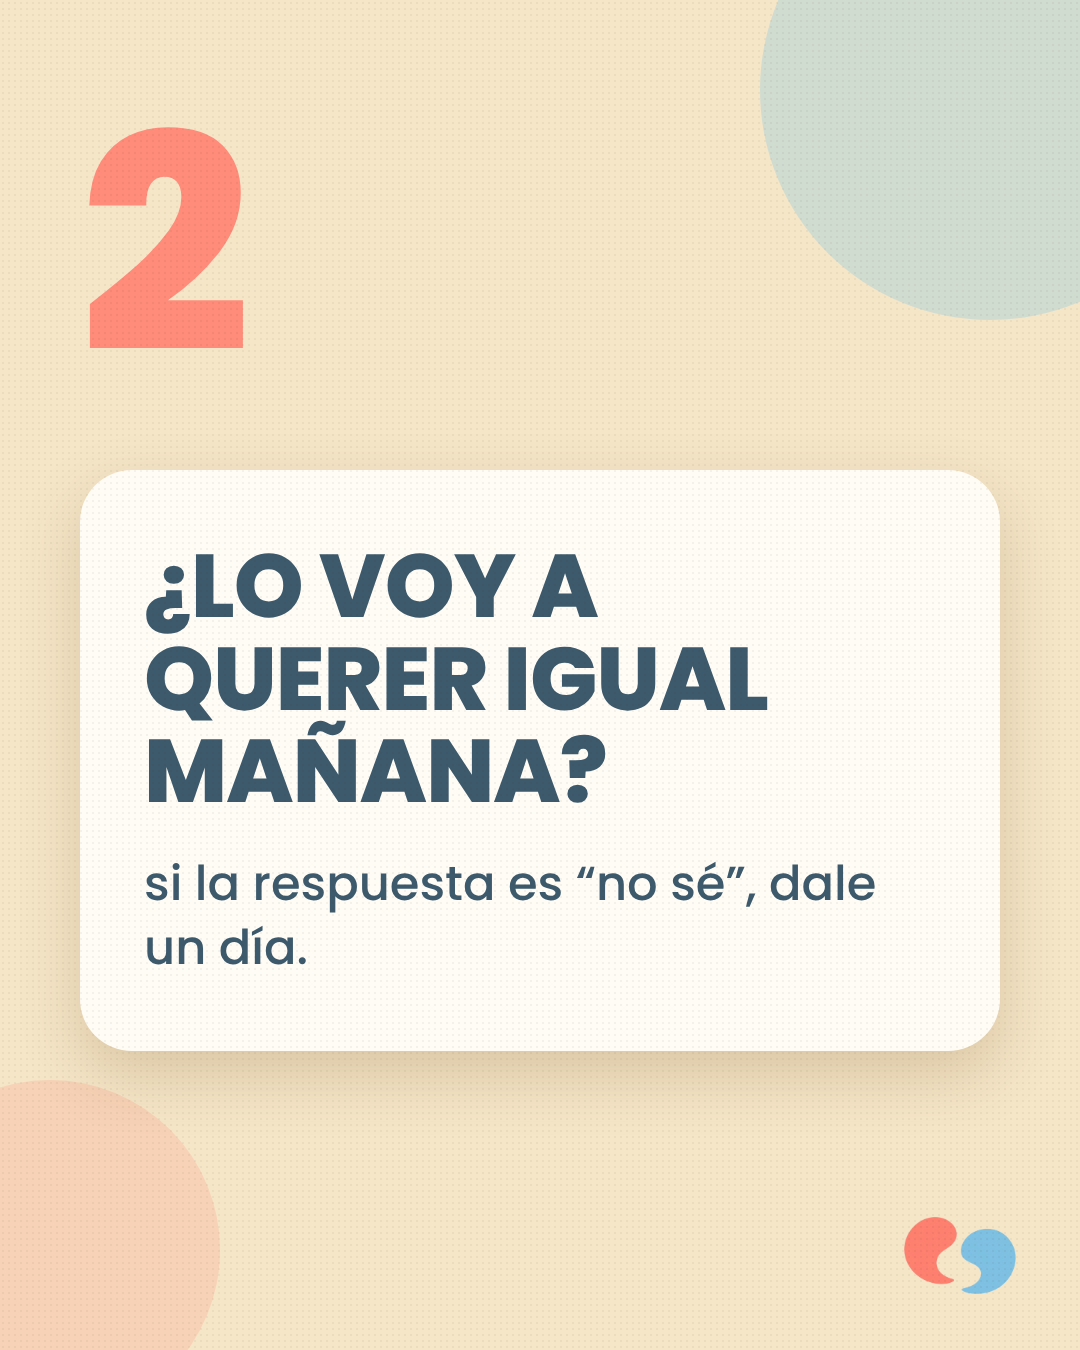 2
¿LO VOY A
QUERER IGUAL
MAÑANA?
si la respuesta es “no sé”, dale
un día.